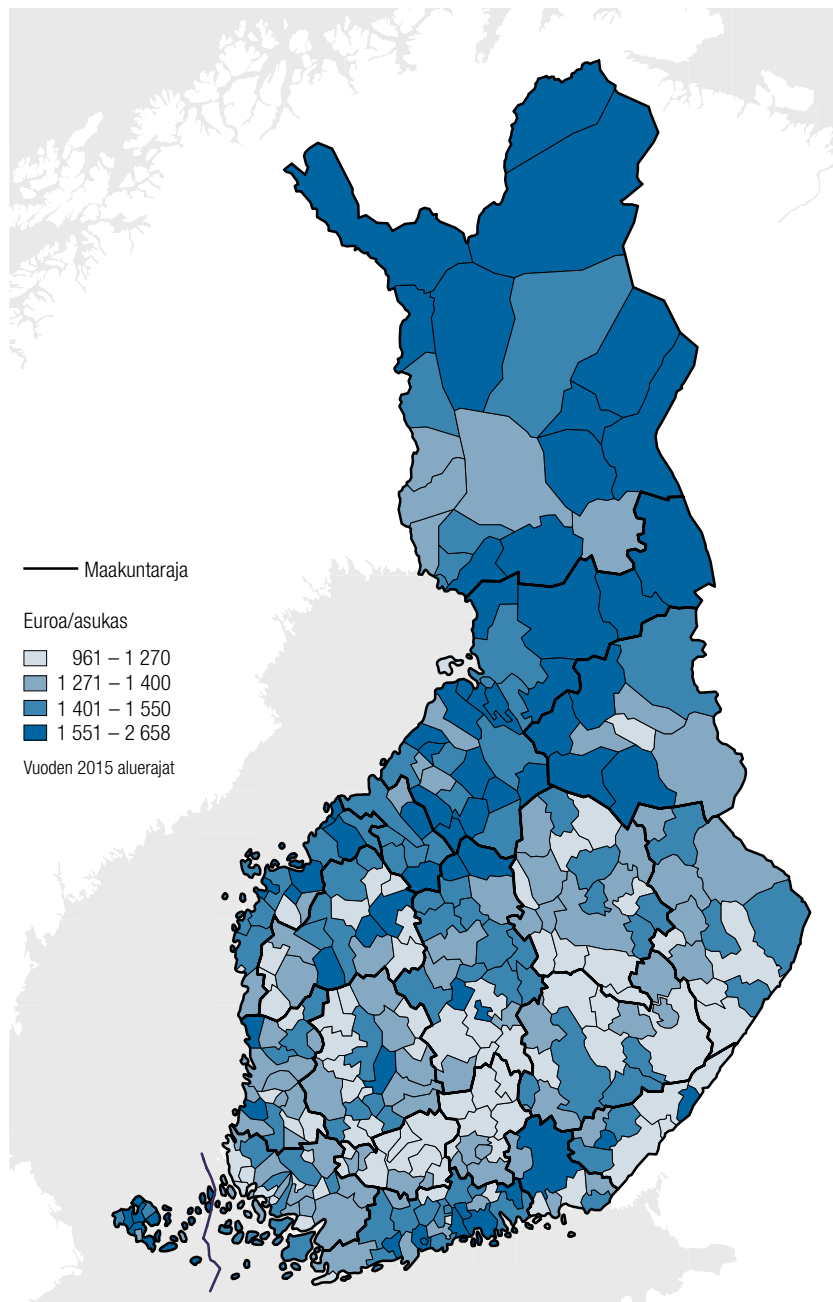 Maakuntaraja
Euroa/asukas
961 – 1 270
1 271 – 1 400
1 401 – 1 550
1 551 – 2 658
Vuoden 2015 aluerajat